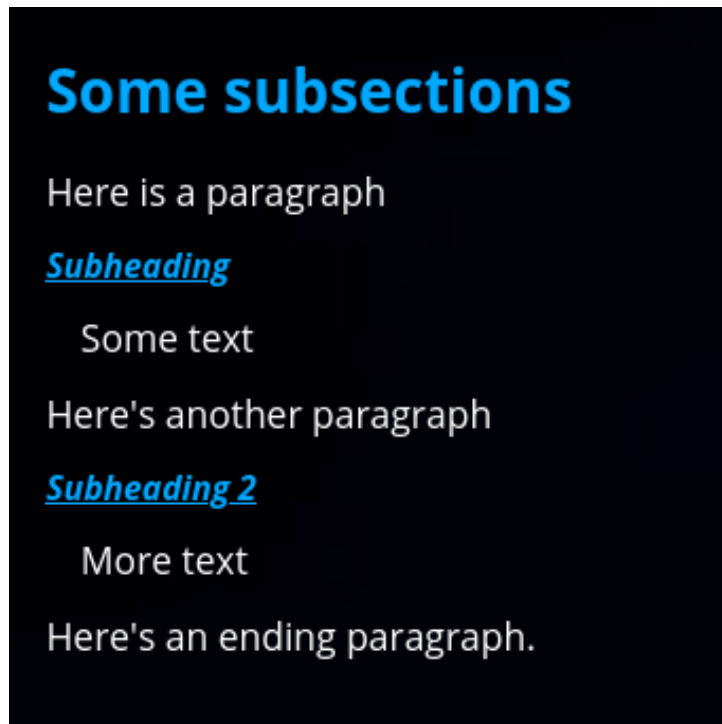 Some subsections
Here is a paragraph
Subheading
Some text
Here's another paragraph
Subheading 2
More text
Here's an ending paragraph.